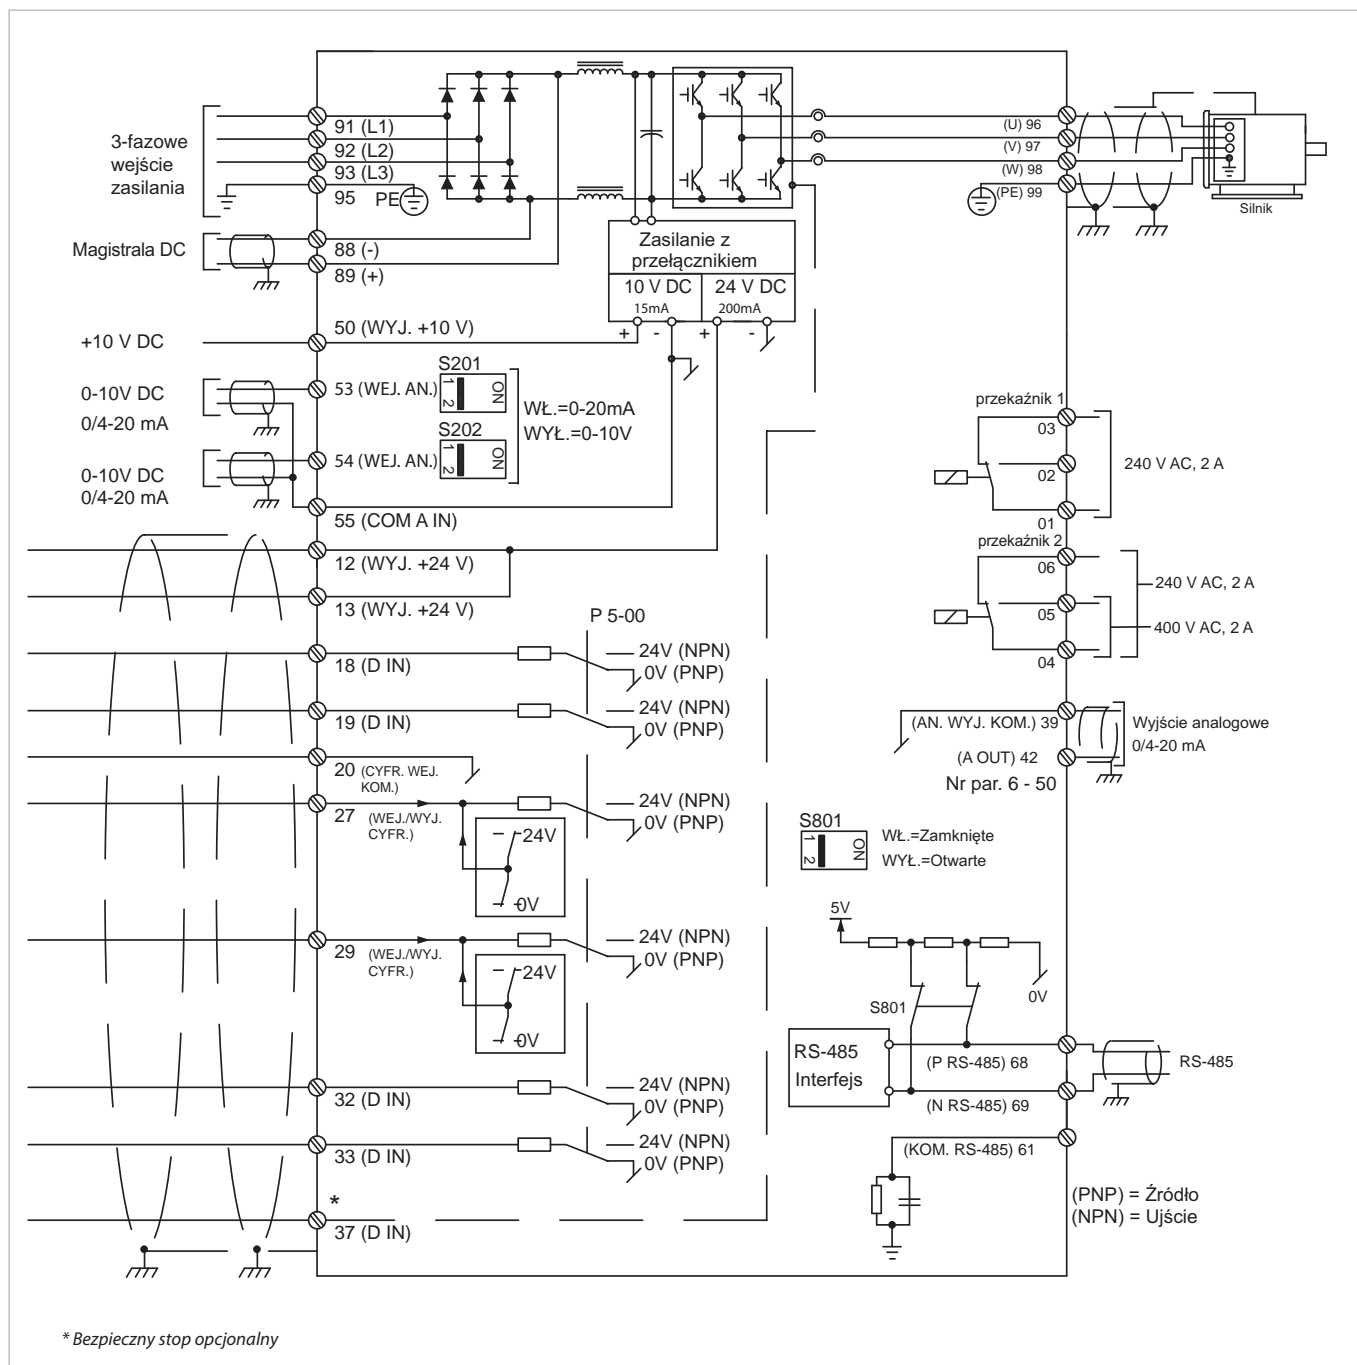 3-fazowe
wejście
zasilania
91 (L1)
92 (L2)
93 (L3)
95
PE
Magistrala DC
88 (-)
89 (+)
+10 V DC
50 (WYJ. +10 V)
0-10V DC
0/4-20 mA
53 (WEJ. AN.)
S201
1 2
ON
WŁ.=0-20mA
WYŁ.=0-10V
S202
1 2
ON
0-10V DC
0/4-20 mA
54 (WEJ. AN.)
55 (COM A IN)
12 (WYJ. +24 V)
13 (WYJ. +24 V)
Zasilanie z
przełącznikiem
10 V DC
15mA
24 V DC
200mA
+ - + -
P 5-00
18 (D IN)
24V (NPN)
0V (PNP)
19 (D IN)
24V (NPN)
0V (PNP)
20 (CYFR. WEJ.
KOM.)
27 (WEJ./WYJ.
CYFR.)
24V (NPN)
0V (PNP)
24V
0V
29 (WEJ./WYJ.
CYFR.)
24V (NPN)
0V (PNP)
24V
0V
32 (D IN)
24V (NPN)
0V (PNP)
33 (D IN)
24V (NPN)
0V (PNP)
*
37 (D IN)
(U) 96
(V) 97
(W) 98
(PE) 99
Silnik
przekaźnik 1
03
02
01
240 V AC, 2 A
przekaźnik 2
06
05
04
240 V AC, 2 A
400 V AC, 2 A
(AN. WYJ. KOM.) 39
(A OUT) 42
Nr par. 6 - 50
Wyjście analogowe
0/4-20 mA
S801
1 2
ON
WŁ.=Zamknięte
WYŁ.=Otwarte
5V
0V
S801
RS-485
Interfejs
(P RS-485) 68
(N RS-485) 69
RS-485
(KOM. RS-485) 61
(PNP) = Źródło
(NPN) = Ujście
* Bezpieczny stop opcjonalny